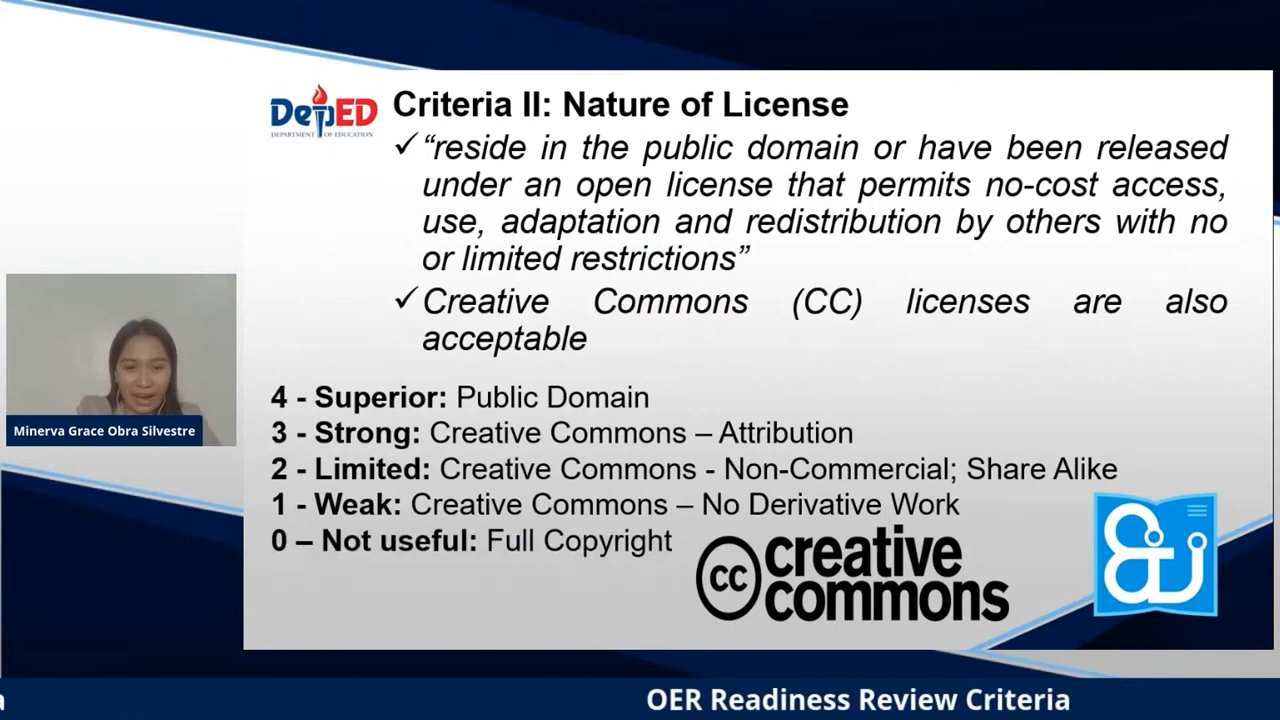 DepED
DEPARTMENT OF EDUCATION
Criteria II: Nature of License
✓ “reside in the public domain or have been released
under an open license that permits no-cost access,
use, adaptation and redistribution by others with no
or limited restrictions”
✓ Creative Commons (CC) licenses are also
acceptable
4 - Superior: Public Domain
3 - Strong: Creative Commons – Attribution
2 - Limited: Creative Commons - Non-Commercial; Share Alike
1 - Weak: Creative Commons – No Derivative Work
0 – Not useful: Full Copyright
cc creative
commons
Minerva Grace Obra Silvestre
a
OER Readiness Review Criteria